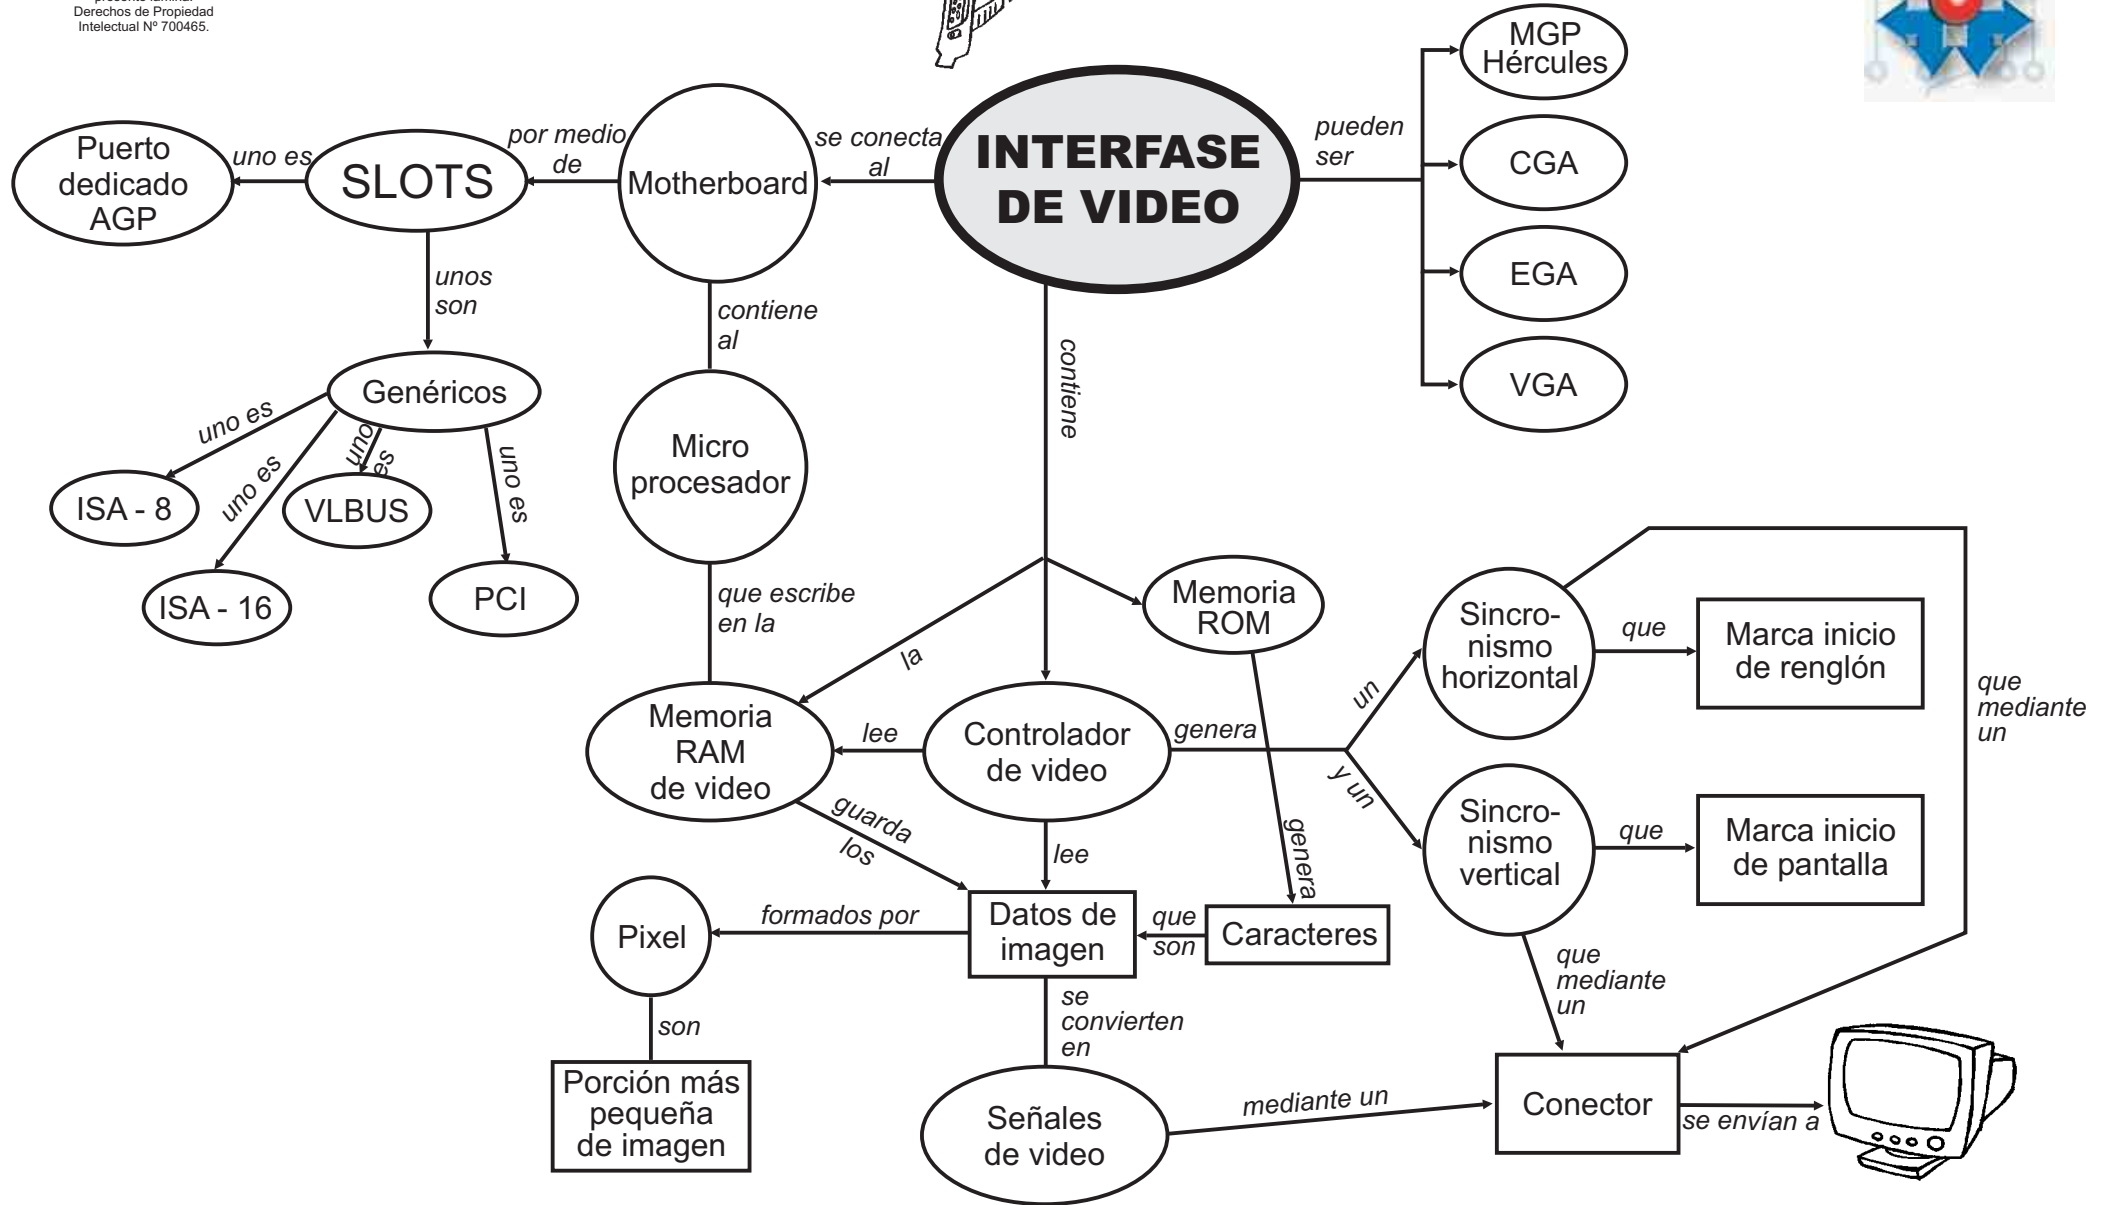 presente lámina.
Derechos de Propiedad
Intelectual Nº 700465.
INTERFASE
DE VIDEO
pueden
ser
MGP
Hércules
CGA
EGA
VGA
se conecta
al
Motherboard
por medio
de
SLOTS
uno es
Puerto
dedicado
AGP
unos
son
Genéricos
uno es
ISA - 8
uno es
ISA - 16
uno
es
VLBUS
uno es
PCI
contiene
al
Micro
procesador
que escribe
en la
contiene
la
Memoria
ROM
Memoria
RAM
de video
lee
Controlador
de video
genera
un
Sincro-
nismo
horizontal
que
Marca inicio
de renglón
que
mediante
un
y un
Sincro-
nismo
vertical
que
Marca inicio
de pantalla
que
mediante
un
guarda
los
lee
genera
Datos de
imagen
que
son
Caracteres
formados por
Pixel
son
Porción más
pequeña
de imagen
se
convierten
en
Señales
de video
mediante un
Conector
se envían a